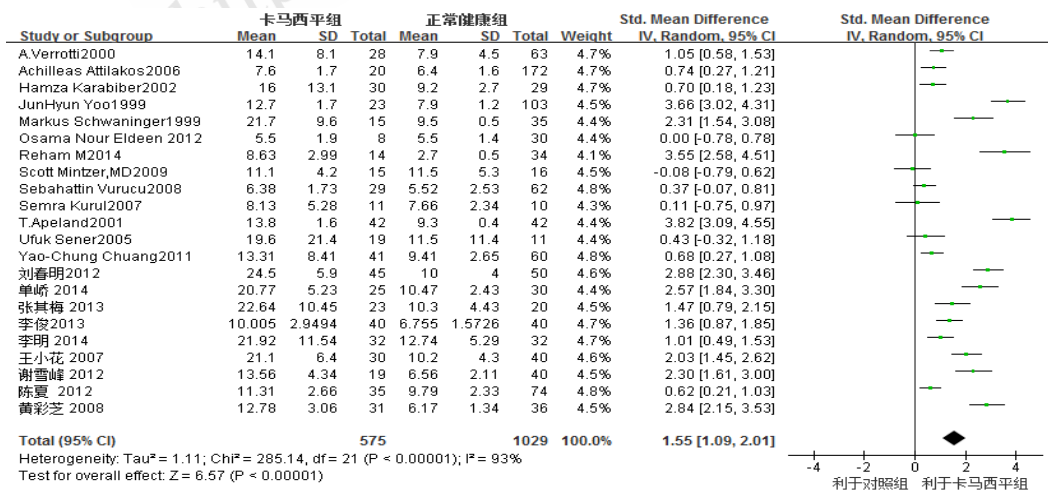 卡马西平组 正常健康组 Std. Mean Difference Std. Mean Difference
Study or Subgroup Mean SD Total Mean SD Total Weight IV, Random, 95% CI IV, Random, 95% CI
A.Verrotti2000 14.1 8.1 28 7.9 4.5 63 4.7% 1.05 [0.58, 1.53]
Achilleas Attilakos2006 7.6 1.7 20 6.4 1.6 172 4.7% 0.74 [0.27, 1.21]
Hamza Karabiber2002 16 13.1 30 9.2 2.7 29 4.6% 0.70 [0.18, 1.23]
JunHyun Yoo1999 12.7 1.7 23 7.9 1.2 103 4.5% 3.66 [3.02, 4.31]
Markus Schwaninger1999 21.7 9.6 15 9.5 0.5 35 4.4% 2.31 [1.54, 3.08]
Osama Nour Eldeen 2012 5.5 1.9 8 5.5 1.4 30 4.4% 0.00 [-0.78, 0.78]
Reham M2014 8.63 2.99 14 2.7 0.5 34 4.1% 3.55 [2.58, 4.51]
Scott Mintzer,MD2009 11.1 4.2 15 11.5 5.3 16 4.5% -0.08 [-0.79, 0.62]
Sebahattin Vurucu2008 6.38 1.73 29 5.52 2.53 62 4.8% 0.37 [-0.07, 0.81]
Semra Kurul2007 8.13 5.28 11 7.66 2.34 10 4.3% 0.11 [-0.75, 0.97]
T.Apeland2001 13.8 1.6 42 9.3 0.4 42 4.4% 3.82 [3.09, 4.55]
Ufuk Sener2005 19.6 21.4 19 11.5 11.4 11 4.4% 0.43 [-0.32, 1.18]
Yao-Chung Chuang2011 13.31 8.41 41 9.41 2.65 60 4.8% 0.68 [0.27, 1.08]
刘春明2012 24.5 5.9 45 10 4 50 4.6% 2.88 [2.30, 3.46]
单峤 2014 20.77 5.23 25 10.47 2.43 30 4.4% 2.57 [1.84, 3.30]
张其梅 2013 22.64 10.45 23 10.3 4.43 20 4.5% 1.47 [0.79, 2.15]
李俊2013 10.005 2.9494 40 6.755 1.5726 40 4.7% 1.36 [0.87, 1.85]
李明 2014 21.92 11.54 32 12.74 5.29 32 4.7% 1.01 [0.49, 1.53]
王小花 2007 21.1 6.4 30 10.2 4.3 40 4.6% 2.03 [1.45, 2.62]
谢雪峰 2012 13.56 4.34 19 6.56 2.11 40 4.5% 2.30 [1.61, 3.00]
陈夏 2012 11.31 2.66 35 9.79 2.33 74 4.8% 0.62 [0.21, 1.03]
黄彩芝 2008 12.78 3.06 31 6.17 1.34 36 4.5% 2.84 [2.15, 3.53]
Total (95% CI) 575 1029 100.0% 1.55 [1.09, 2.01]
Heterogeneity: Tau² = 1.11; Chi² = 285.14, df = 21 (P < 0.00001); I² = 93%
Test for overall effect: Z = 6.57 (P < 0.00001)
-4 -2 0 2 4
利于对照组 利于卡马西平组